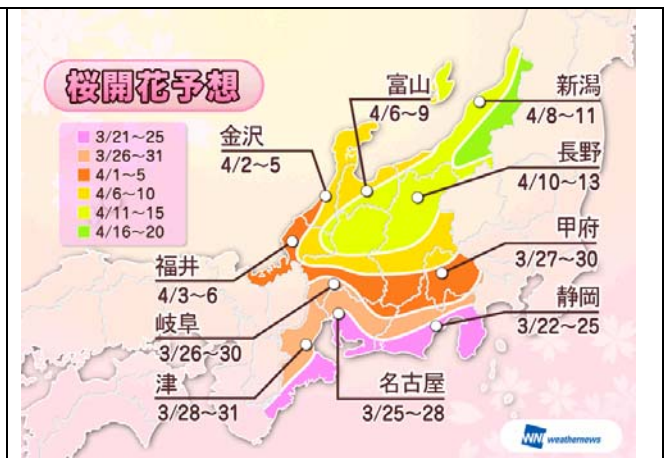 桜開花予想
3/21～25
3/26～31
4/1～5
4/6～10
4/11～15
4/16～20
富山
4/6～9
新潟
4/8～11
金沢
4/2～5
長野
4/10～13
甲府
3/27～30
福井
4/3～6
静岡
3/22～25
岐阜
3/26～30
津
3/28～31
名古屋
3/25～28
WNI weathernews